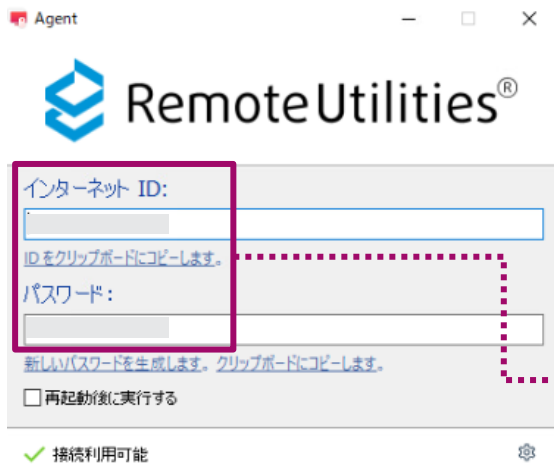 Agent
Remote Utilities®
インターネット ID:
ID をクリップボードにコピーします。
パスワード:
新しいパスワードを生成します。 クリップボードにコピーします。
再起動後に実行する
接続利用可能